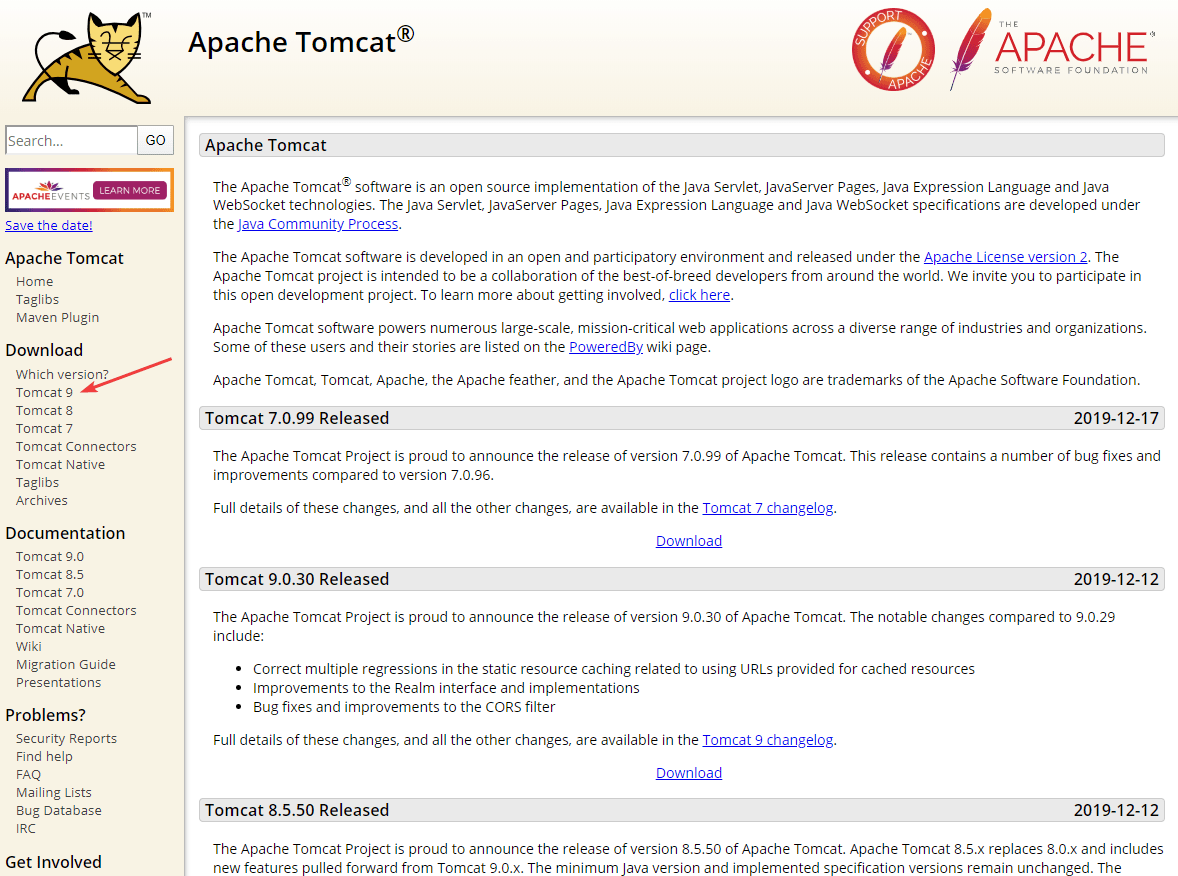 TM
Apache Tomcat®
SUPPORT
APACHE
THE
APACHE®
SOFTWARE FOUNDATION
Search... GO
APACHEEVENTS LEARN MORE
Save the date!
Apache Tomcat
Home
Taglibs
Maven Plugin
Download
Which version?
Tomcat 9
Tomcat 8
Tomcat 7
Tomcat Connectors
Tomcat Native
Taglibs
Archives
Documentation
Tomcat 9.0
Tomcat 8.5
Tomcat 7.0
Tomcat Connectors
Tomcat Native
Wiki
Migration Guide
Presentations
Problems?
Security Reports
Find help
FAQ
Mailing Lists
Bug Database
IRC
Get Involved
Apache Tomcat
The Apache Tomcat® software is an open source implementation of the Java Servlet, JavaServer Pages, Java Expression Language and Java
WebSocket technologies. The Java Servlet, JavaServer Pages, Java Expression Language and Java WebSocket specifications are developed under
the Java Community Process.
The Apache Tomcat software is developed in an open and participatory environment and released under the Apache License version 2. The
Apache Tomcat project is intended to be a collaboration of the best-of-breed developers from around the world. We invite you to participate in
this open development project. To learn more about getting involved, click here.
Apache Tomcat software powers numerous large-scale, mission-critical web applications across a diverse range of industries and organizations.
Some of these users and their stories are listed on the PoweredBy wiki page.
Apache Tomcat, Tomcat, Apache, the Apache feather, and the Apache Tomcat project logo are trademarks of the Apache Software Foundation.
Tomcat 7.0.99 Released 2019-12-17
The Apache Tomcat Project is proud to announce the release of version 7.0.99 of Apache Tomcat. This release contains a number of bug fixes and
improvements compared to version 7.0.96.
Full details of these changes, and all the other changes, are available in the Tomcat 7 changelog.
Download
Tomcat 9.0.30 Released 2019-12-12
The Apache Tomcat Project is proud to announce the release of version 9.0.30 of Apache Tomcat. The notable changes compared to 9.0.29
include:
• Correct multiple regressions in the static resource caching related to using URLs provided for cached resources
• Improvements to the Realm interface and implementations
• Bug fixes and improvements to the CORS filter
Full details of these changes, and all the other changes, are available in the Tomcat 9 changelog.
Download
Tomcat 8.5.50 Released 2019-12-12
The Apache Tomcat Project is proud to announce the release of version 8.5.50 of Apache Tomcat. Apache Tomcat 8.5.x replaces 8.0.x and includes
new features pulled forward from Tomcat 9.0.x. The minimum Java version and implemented specification versions remain unchanged. The